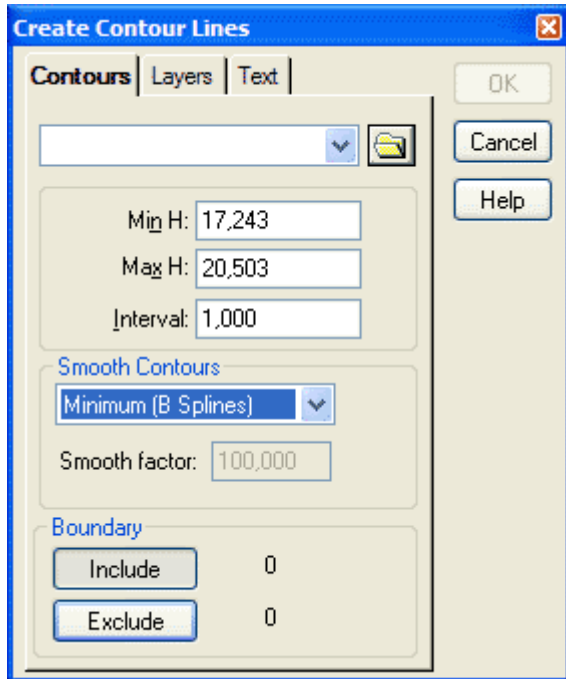 Create Contour Lines
Contours Layers Text
OK
Cancel
Help
Min H: 17,243
Max H: 20,503
Interval: 1,000
Smooth Contours
Minimum (B Splines)
Smooth factor: 100,000
Boundary
Include 0
Exclude 0